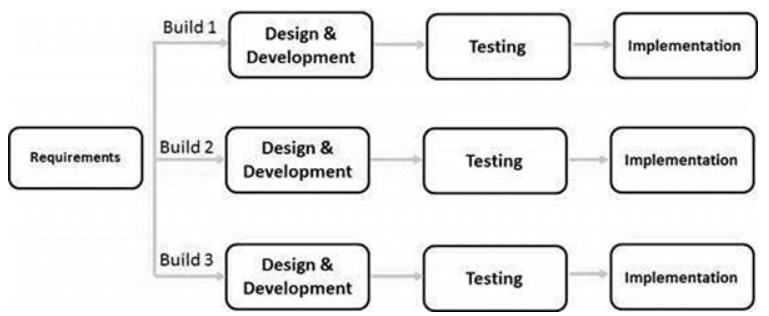 Build 1
Design &
Development
Testing
Implementation
Requirements
Build 2
Design &
Development
Testing
Implementation
Build 3
Design &
Development
Testing
Implementation